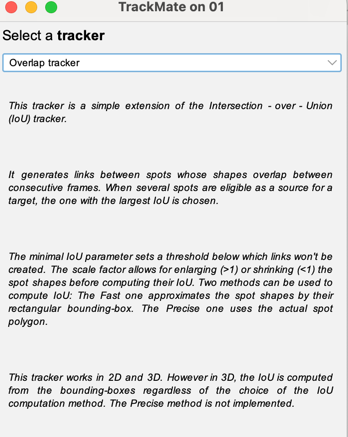 TrackMate on 01
Select a tracker
Overlap tracker
This tracker is a simple extension of the Intersection - over - Union
(IoU) tracker.
It generates links between spots whose shapes overlap between
consecutive frames. When several spots are eligible as a source for a
target, the one with the largest IoU is chosen.
The minimal IoU parameter sets a threshold below which links won't be
created. The scale factor allows for enlarging (>1) or shrinking (<1) the
spot shapes before computing their IoU. Two methods can be used to
compute IoU: The Fast one approximates the spot shapes by their
rectangular bounding-box. The Precise one uses the actual spot
polygon.
This tracker works in 2D and 3D. However in 3D, the IoU is computed
from the bounding-boxes regardless of the choice of the IoU
computation method. The Precise method is not implemented.